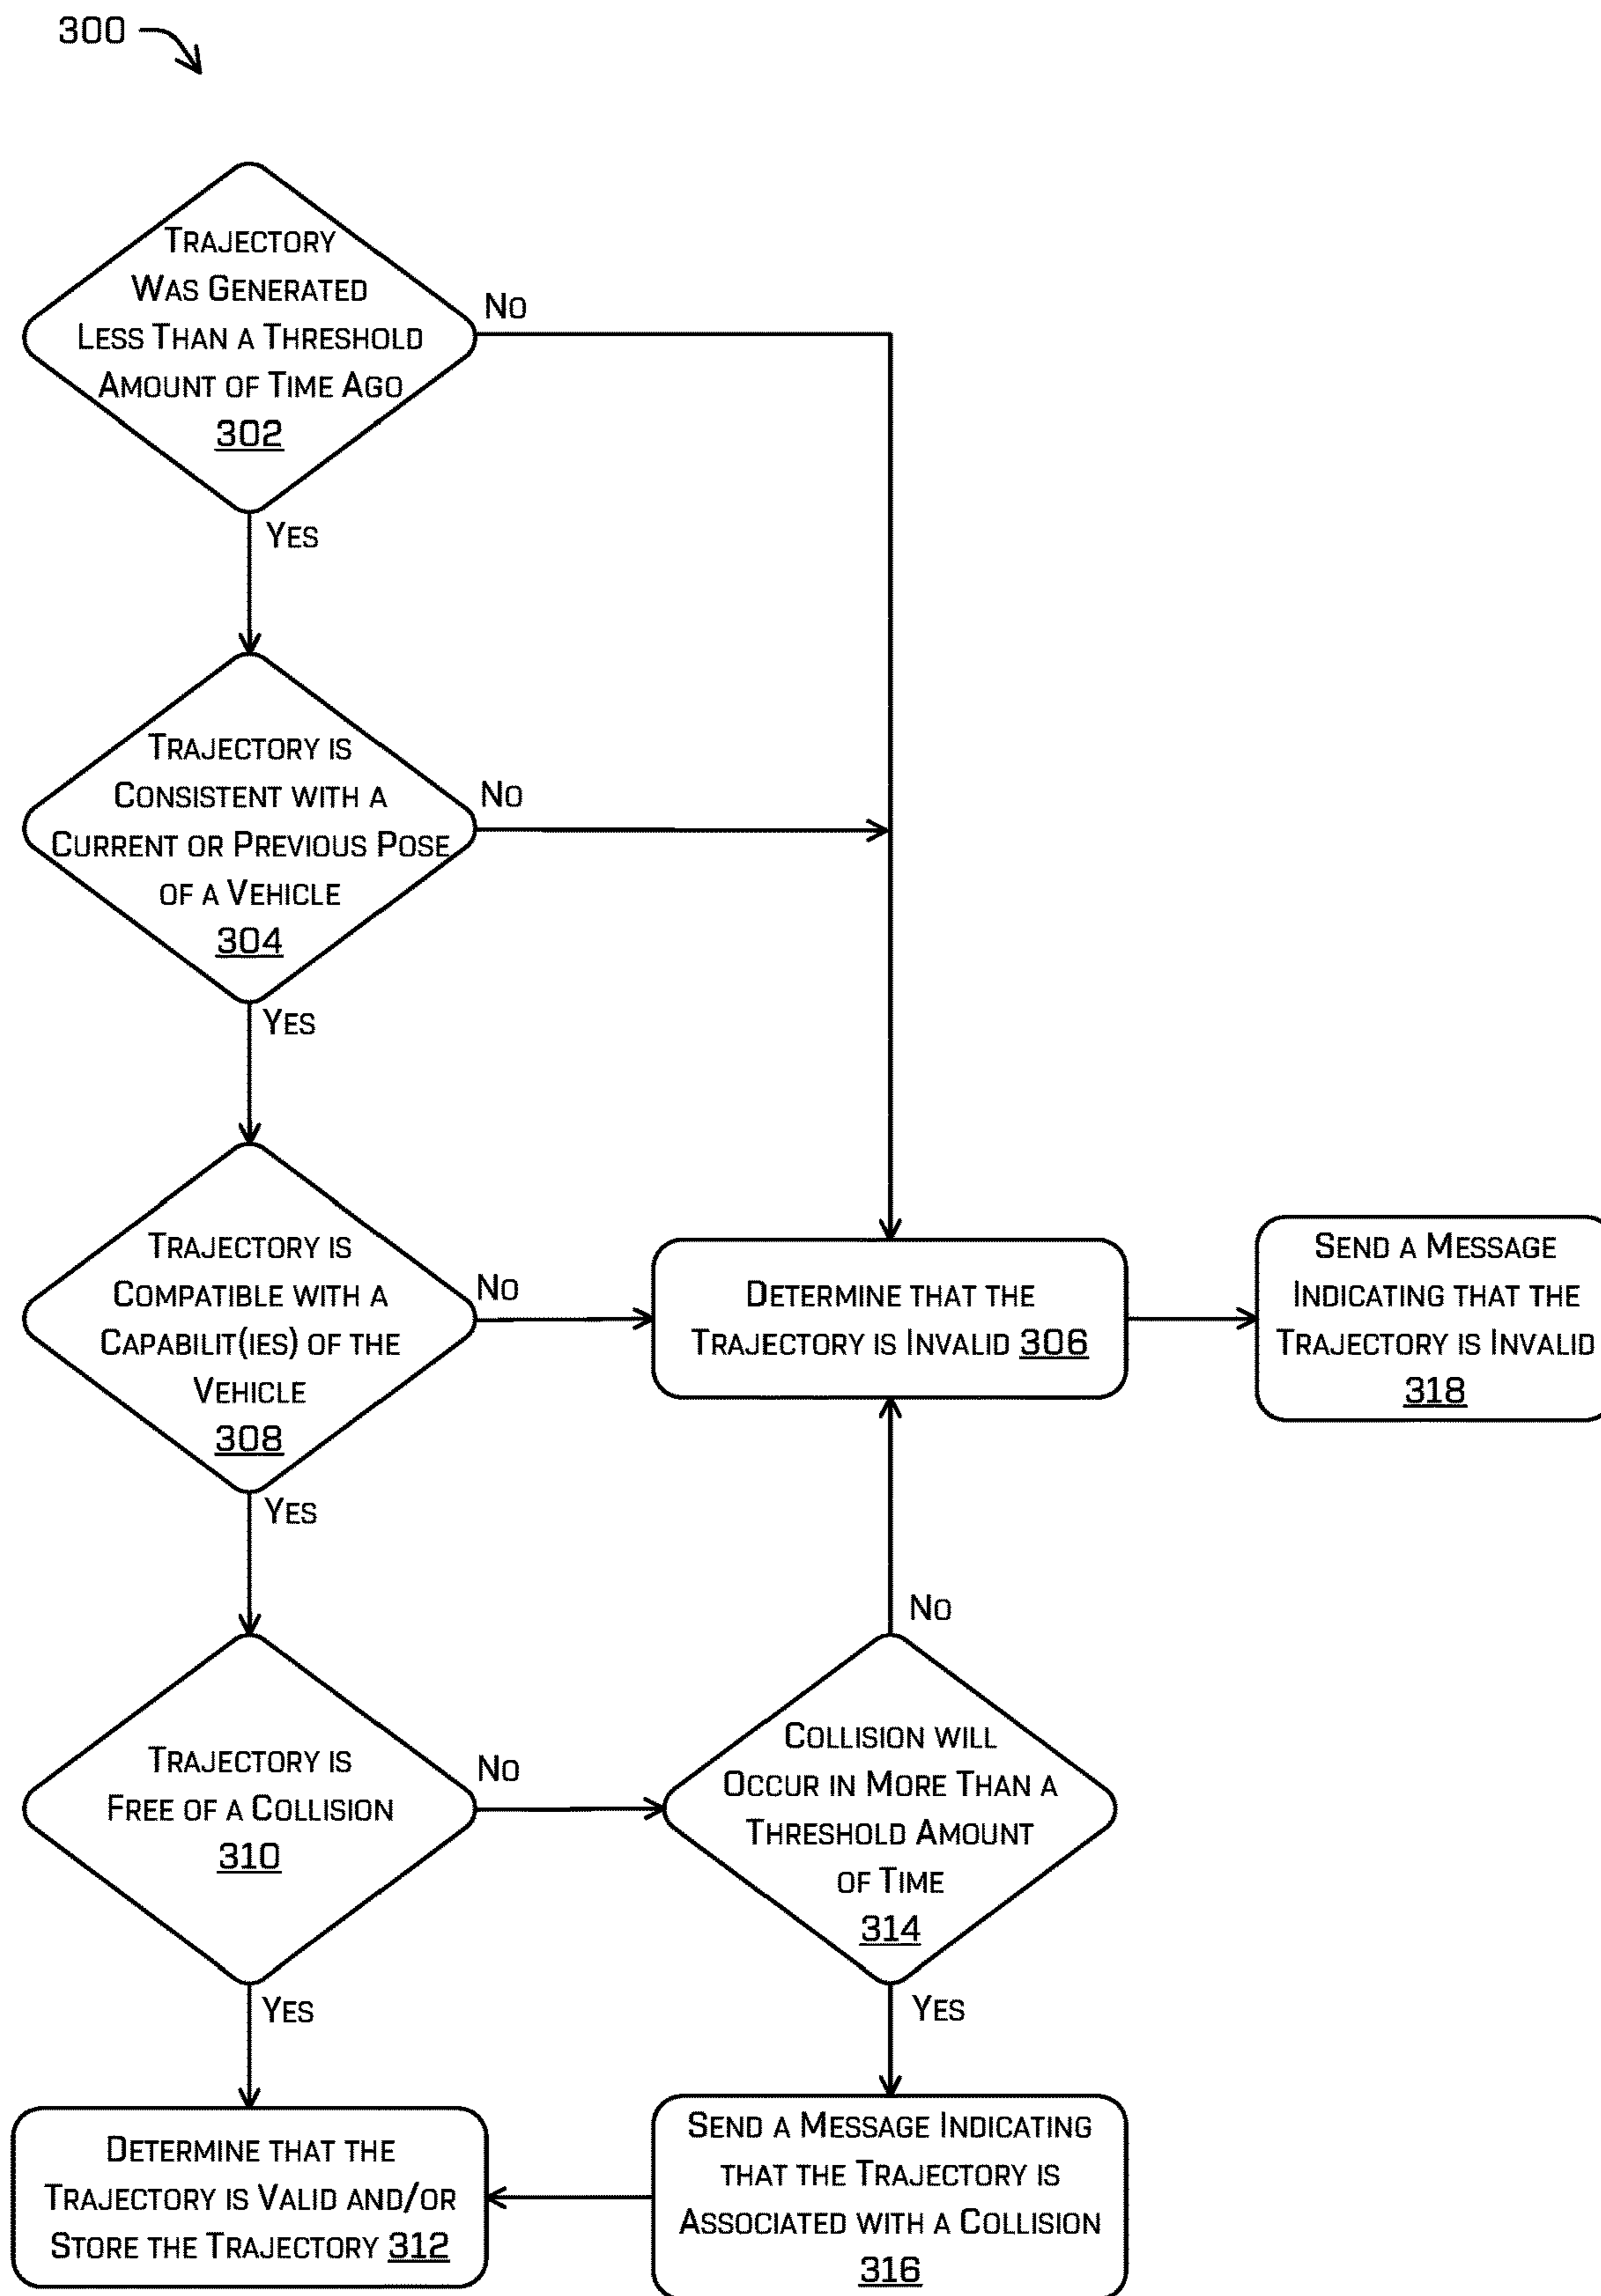 300
TRAJECTORY
WAS GENERATED
LESS THAN A THRESHOLD
AMOUNT OF TIME AGO
302
NO
YES
TRAJECTORY IS
CONSISTENT WITH A
CURRENT OR PREVIOUS POSE
OF A VEHICLE
304
NO
YES
TRAJECTORY IS
COMPATIBLE WITH A
CAPABILIT(IES) OF THE
VEHICLE
308
NO
YES
DETERMINE THAT THE
TRAJECTORY IS INVALID 306
SEND A MESSAGE
INDICATING THAT THE
TRAJECTORY IS INVALID
318
TRAJECTORY IS
FREE OF A COLLISION
310
NO
YES
NO
COLLISION WILL
OCCUR IN MORE THAN A
THRESHOLD AMOUNT
OF TIME
314
YES
DETERMINE THAT THE
TRAJECTORY IS VALID AND/OR
STORE THE TRAJECTORY 312
SEND A MESSAGE INDICATING
THAT THE TRAJECTORY IS
ASSOCIATED WITH A COLLISION
316